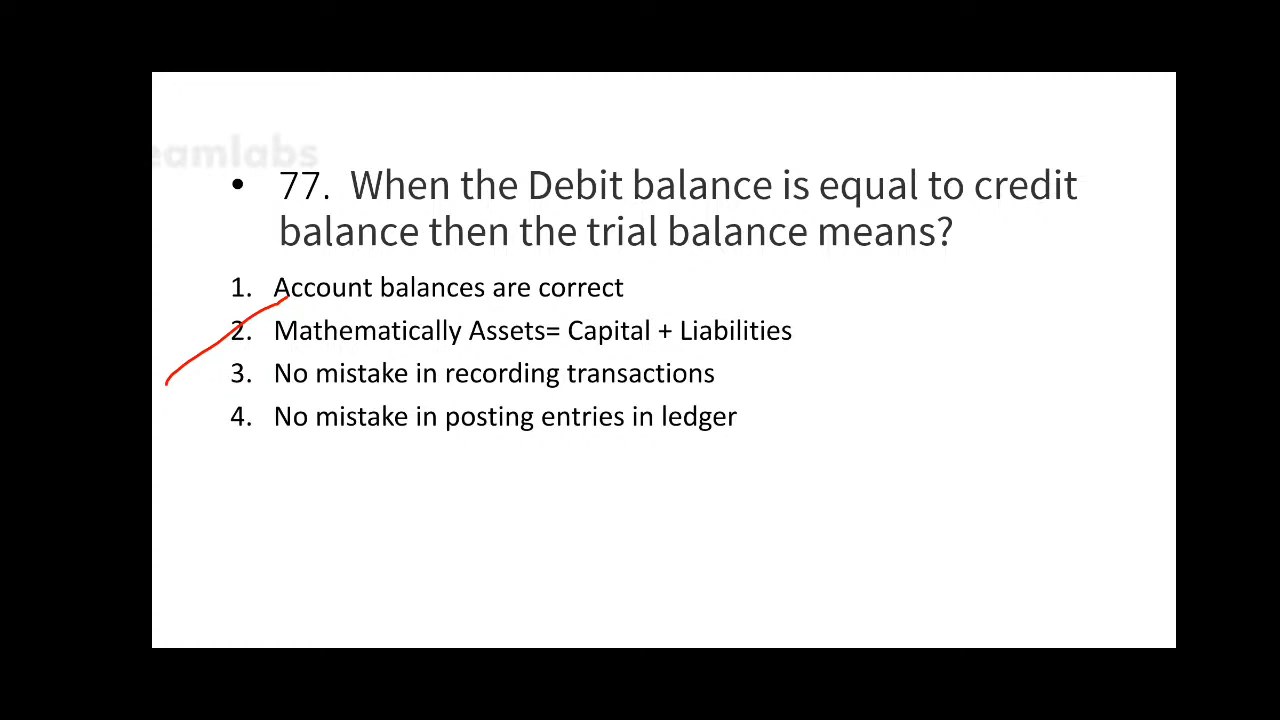 eamlabs
• 77. When the Debit balance is equal to credit
balance then the trial balance means?
1. Account balances are correct
2. Mathematically Assets= Capital + Liabilities
3. No mistake in recording transactions
4. No mistake in posting entries in ledger